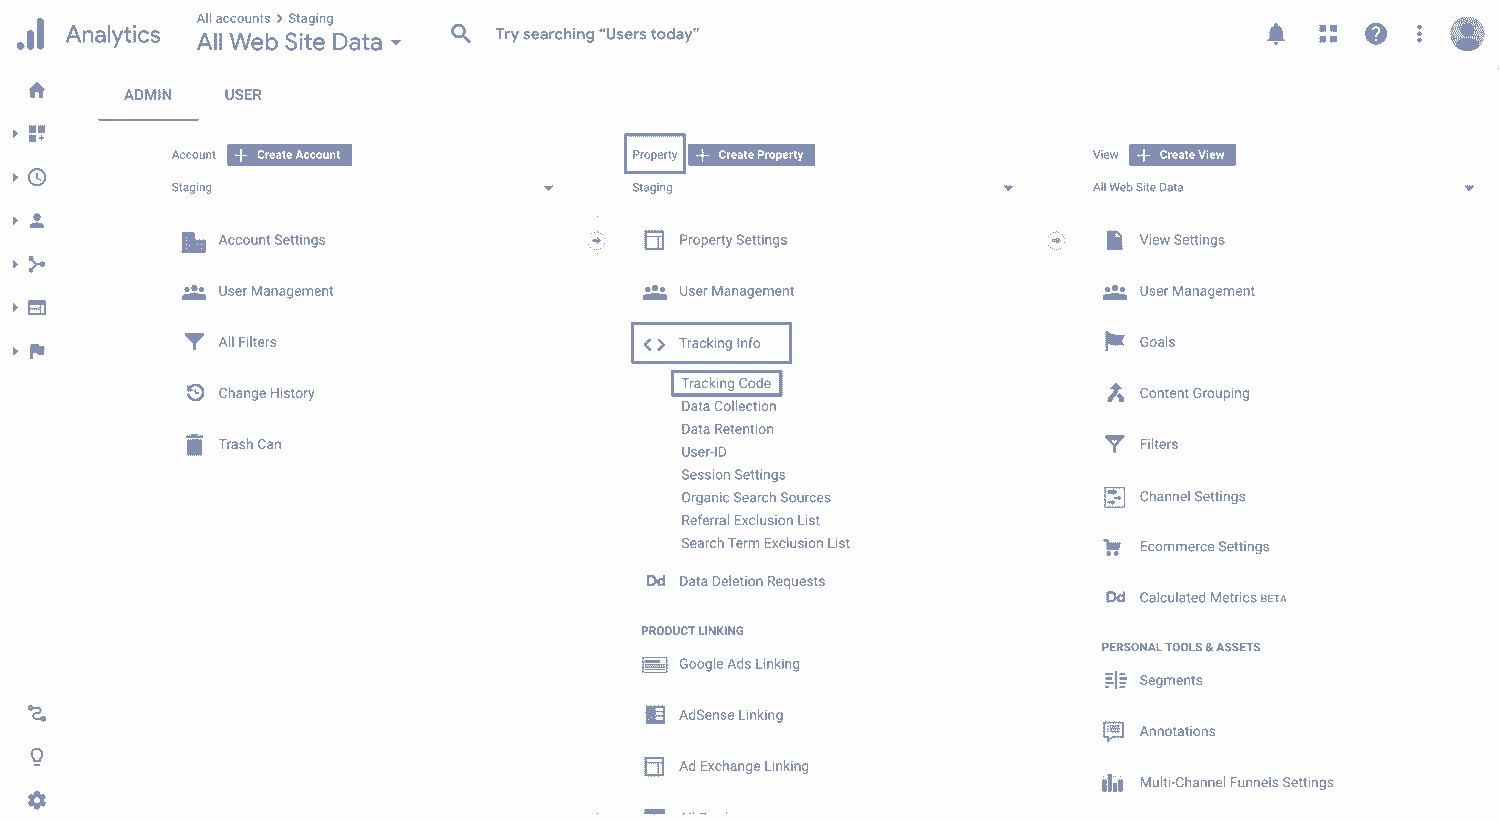 Analytics
All accounts > Staging
All Web Site Data
Try searching “Users today”
ADMIN
USER
Account
Create Account
Staging
Account Settings
User Management
All Filters
Change History
Trash Can
Property
Create Property
Staging
Property Settings
User Management
Tracking Info
Tracking Code
Data Collection
Data Retention
User-ID
Session Settings
Organic Search Sources
Referral Exclusion List
Search Term Exclusion List
Dd Data Deletion Requests
PRODUCT LINKING
Google Ads Linking
AdSense Linking
Ad Exchange Linking
View
Create View
All Web Site Data
View Settings
User Management
Goals
Content Grouping
Filters
Channel Settings
Ecommerce Settings
Dd Calculated Metrics BETA
PERSONAL TOOLS & ASSETS
Segments
Annotations
Multi-Channel Funnels Settings